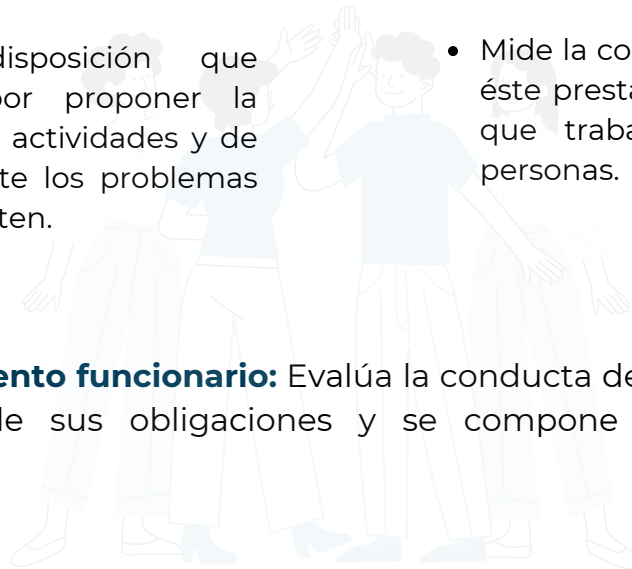 disposición que
por proponer la
actividades y de
te los problemas
ten.
• Mide la co
éste presta
que traba
personas.
ento funcionario: Evalúa la conducta de
de sus obligaciones y se compone